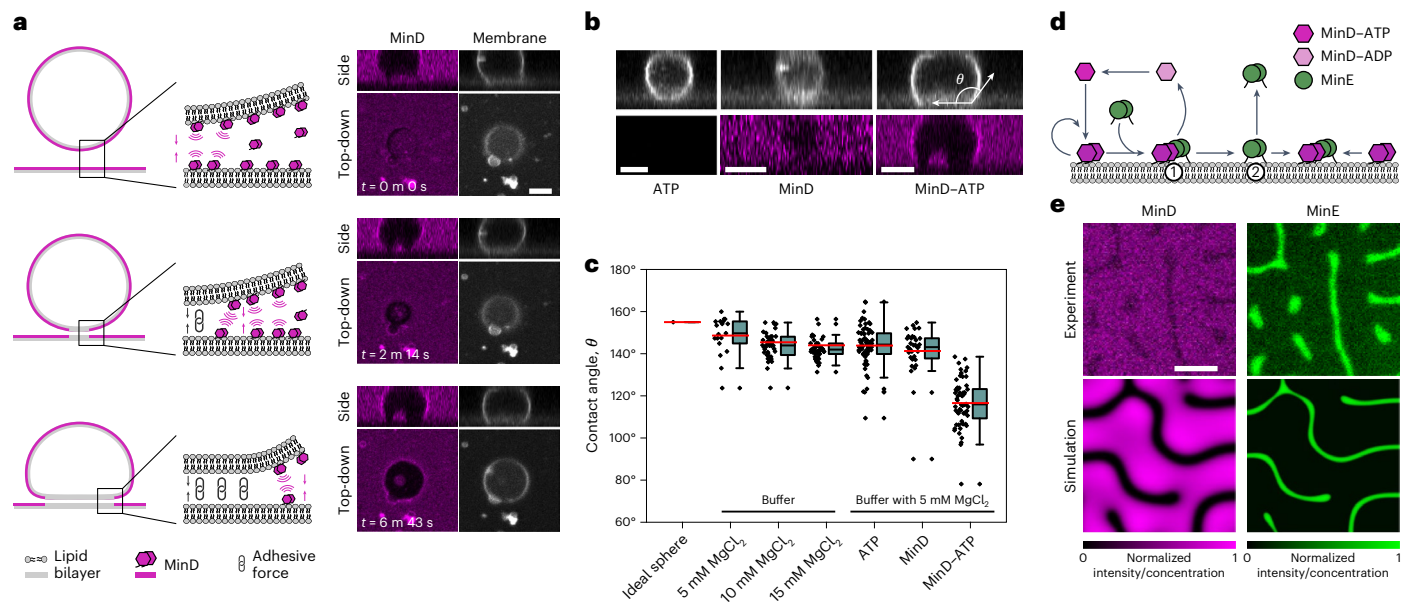 a
MinD
Membrane
Side
Top-down
t = 0 m 0 s
Side
Top-down
t = 2 m 14 s
Side
Top-down
t = 6 m 43 s
Lipid
bilayer
MinD
Adhesive
force
b
θ
ATP
MinD
MinD–ATP
c
Contact angle, θ
180°
160°
140°
120°
100°
80°
60°
Buffer
Buffer with 5 mM MgCl₂
Ideal sphere
5 mM MgCl₂
10 mM MgCl₂
15 mM MgCl₂
ATP
MinD
MinD–ATP
d
MinD–ATP
MinD–ADP
MinE
1
2
e
MinD
MinE
Experiment
Simulation
0
Normalized
intensity/concentration
1
0
Normalized
intensity/concentration
1